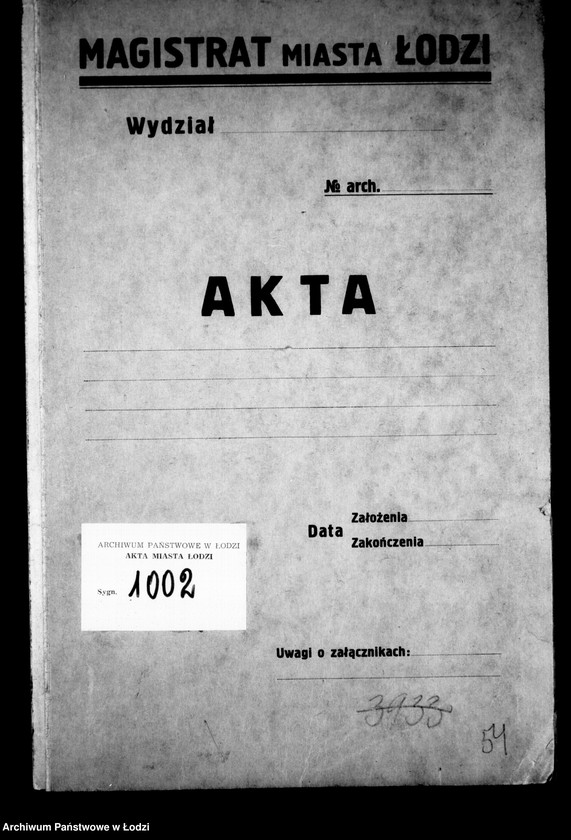 MAGISTRAT MIASTA ŁODZI
Wydział
№ arch.
AKTA
Data
Założenia
Zakończenia
ARCHIWUM PAŃSTWOWE W ŁODZI
AKTA MIASTA ŁODZI
Sygn. 1002
Uwagi o załącznikach:
3933
54
Archiwum Państwowe w Łodzi